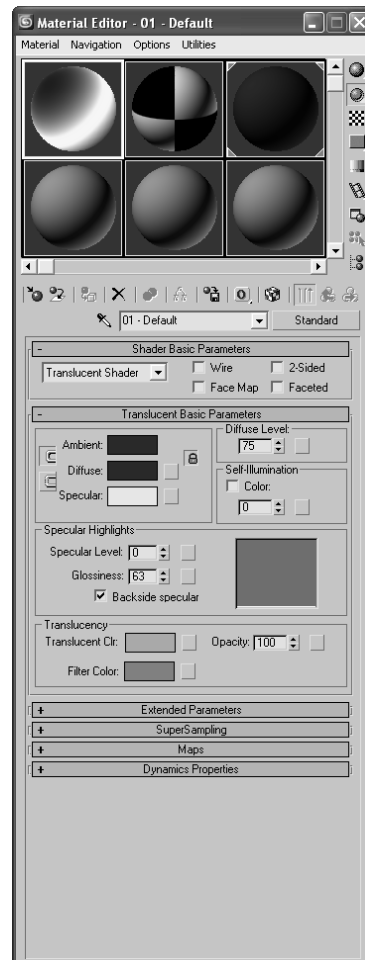 Material Editor - 01 - Default
Material Navigation Options Utilities
01 - Default Standard
- Shader Basic Parameters
Translucent Shader Wire 2-Sided
Face Map Faceted
- Translucent Basic Parameters
Ambient:
Diffuse:
Specular:
Diffuse Level:
75
Self-Illumination
Color:
0
Specular Highlights
Specular Level: 0
Glossiness: 63
Backside specular
Translucency
Translucent Clr: Opacity: 100
Filter Color:
+ Extended Parameters
+ SuperSampling
+ Maps
+ Dynamics Properties